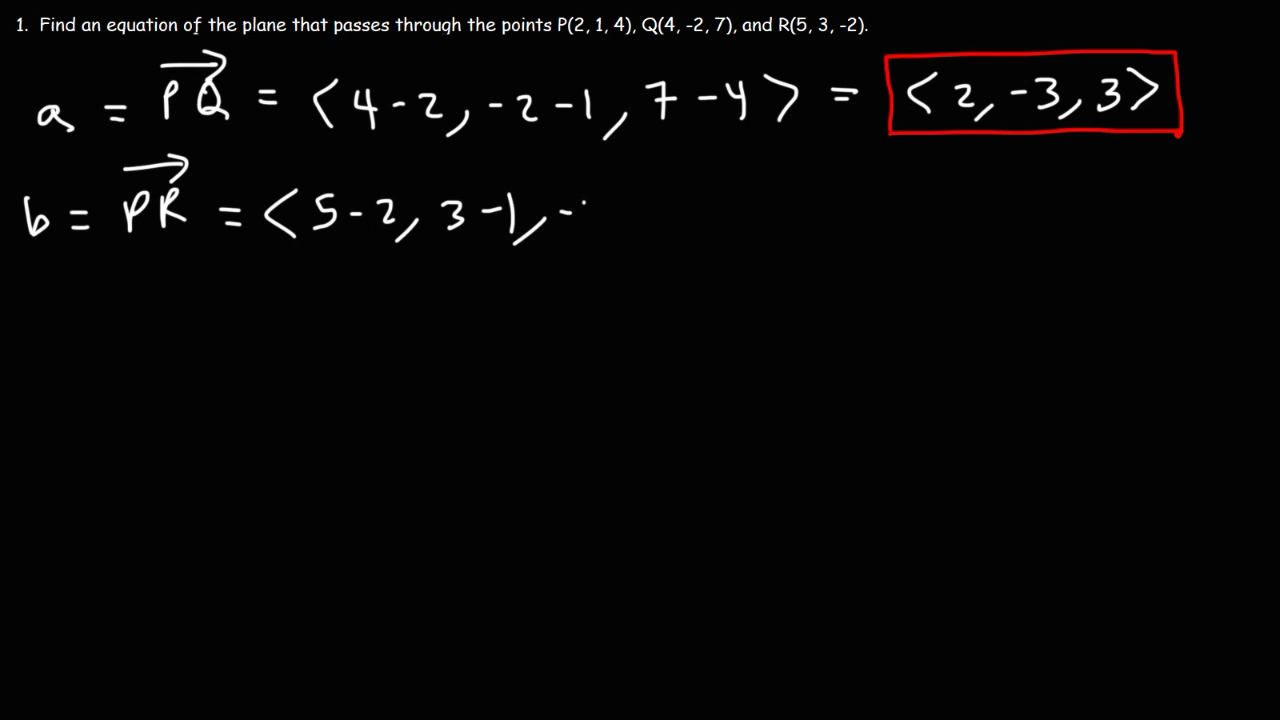 1. Find an equation of the plane that passes through the points P(2, 1, 4), Q(4, -2, 7), and R(5, 3, -2).
a = PQ = ⟨4-2, -2-1, 7-4⟩ = ⟨2, -3, 3⟩
b = PR = ⟨5-2, 3-1, -